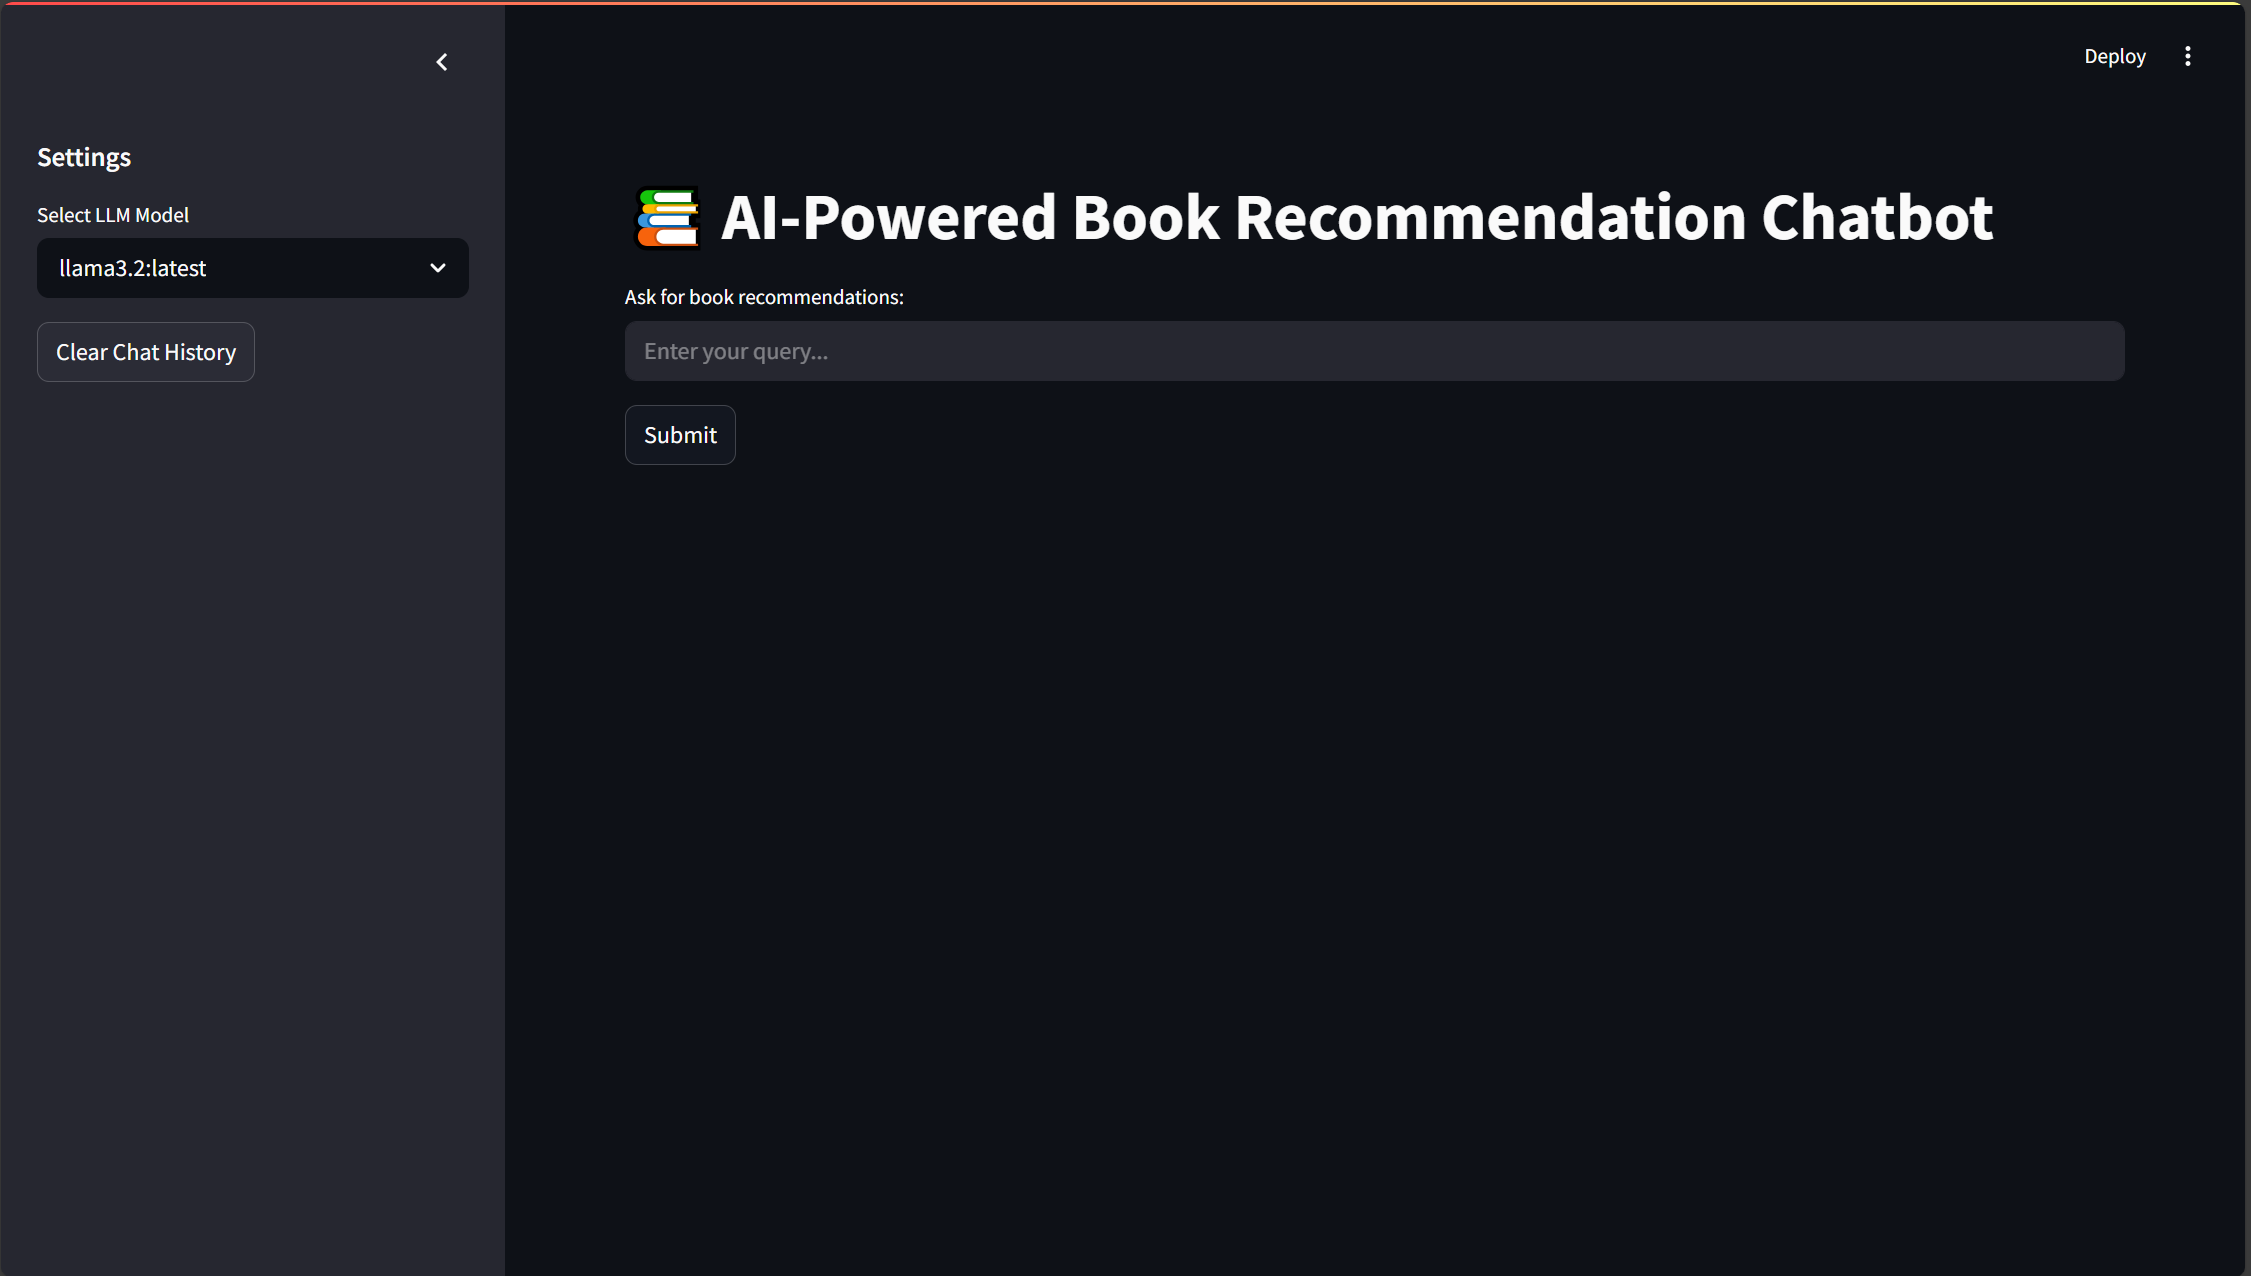 Deploy
Settings
Select LLM Model
llama3.2:latest
Clear Chat History
AI-Powered Book Recommendation Chatbot
Ask for book recommendations:
Enter your query...
Submit